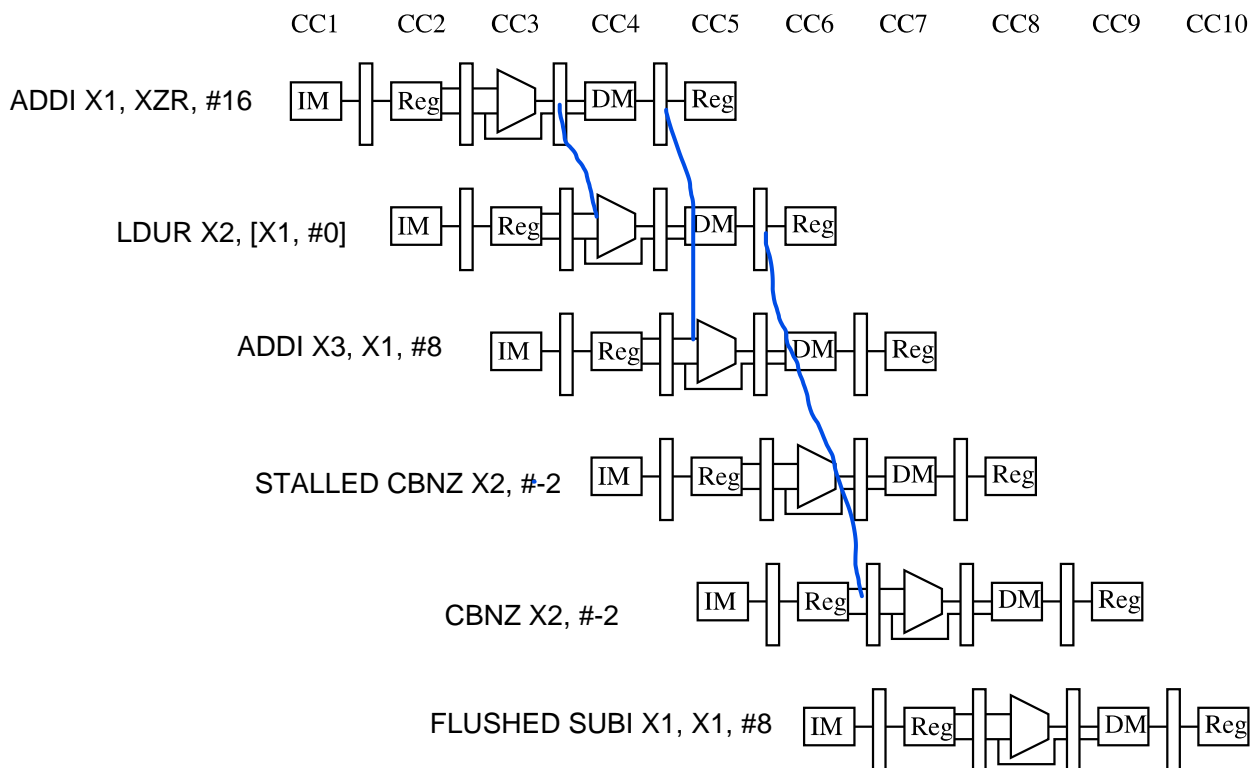 CC1 CC2 CC3 CC4 CC5 CC6 CC7 CC8 CC9 CC10
ADDI X1, XZR, #16 IM Reg DM Reg
LDUR X2, [X1, #0] IM Reg DM Reg
ADDI X3, X1, #8 IM Reg DM Reg
STALLED CBNZ X2, #-2 IM Reg DM Reg
CBNZ X2, #-2 IM Reg DM Reg
FLUSHED SUBI X1, X1, #8 IM Reg DM Reg